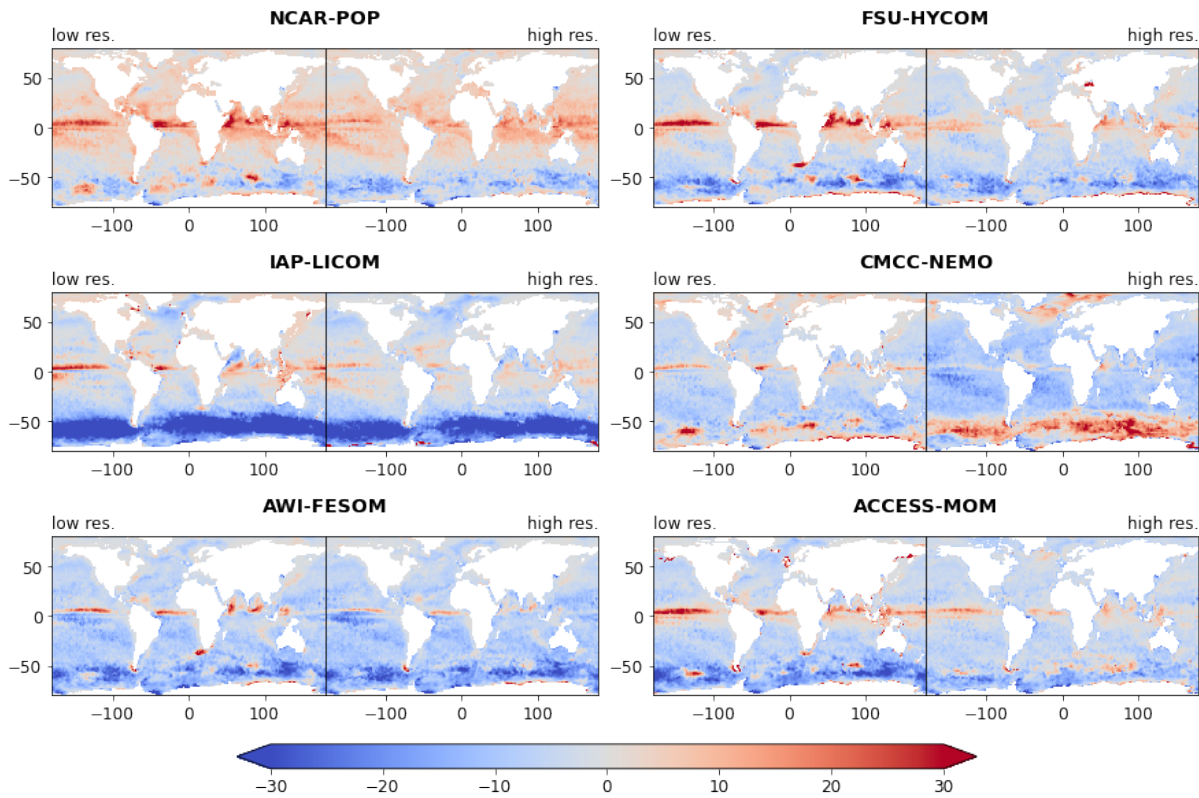 NCAR-POP FSU-HYCOM
low res. high res. low res. high res.
50 50
0 0
−50 −50
−100 0 100 −100 0 100 −100 0 100 −100 0 100
IAP-LICOM CMCC-NEMO
low res. high res. low res. high res.
50 50
0 0
−50 −50
−100 0 100 −100 0 100 −100 0 100 −100 0 100
AWI-FESOM ACCESS-MOM
low res. high res. low res. high res.
50 50
0 0
−50 −50
−100 0 100 −100 0 100 −100 0 100 −100 0 100
−30 −20 −10 0 10 20 30